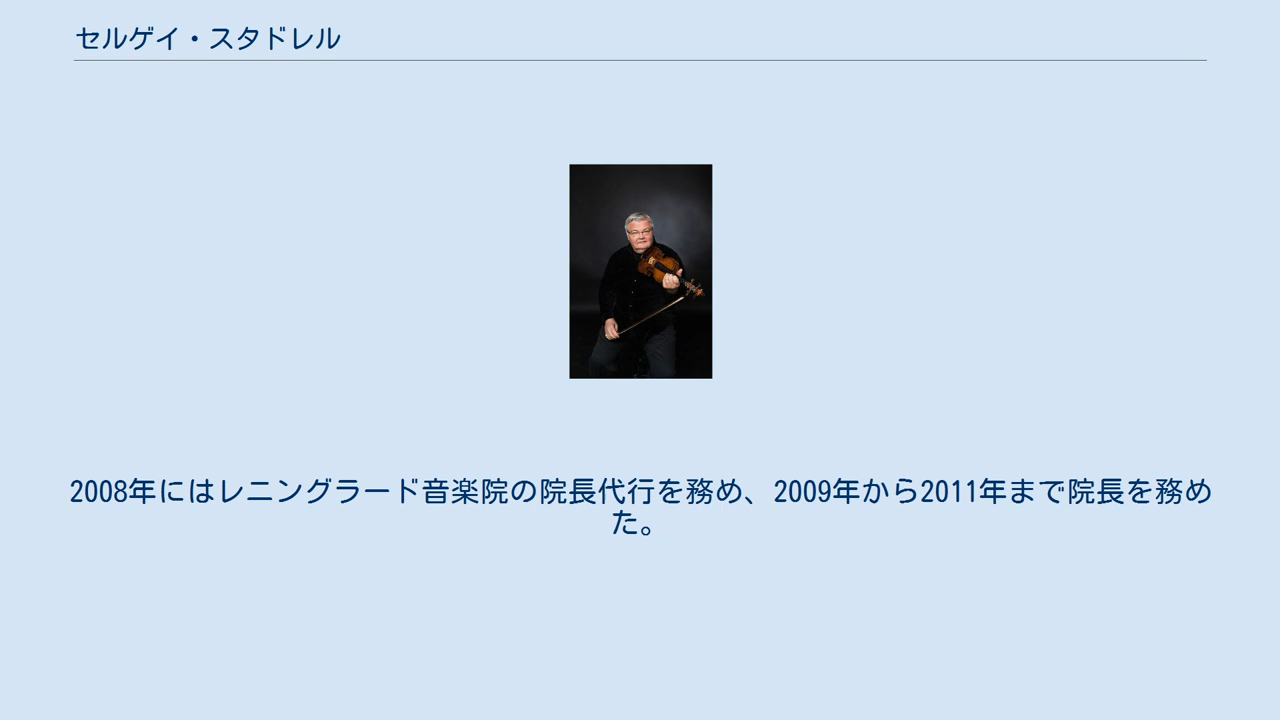 セルゲイ・スタドレル
2008年にはレニングラード音楽院の院長代行を務め、2009年から2011年まで院長を務め
た。